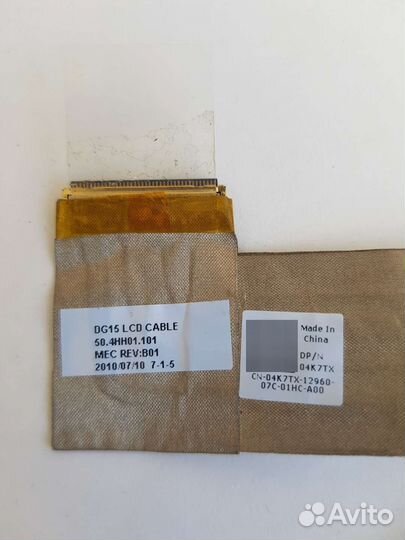 DG15 LCD CABLE
50.4HH01.101
MEC REV:B01
2010/07/10 7-1-5
Made In
China
DP/N
04K7TX
CN-04K7TX-12960-
07C-01HC-A00
Avito